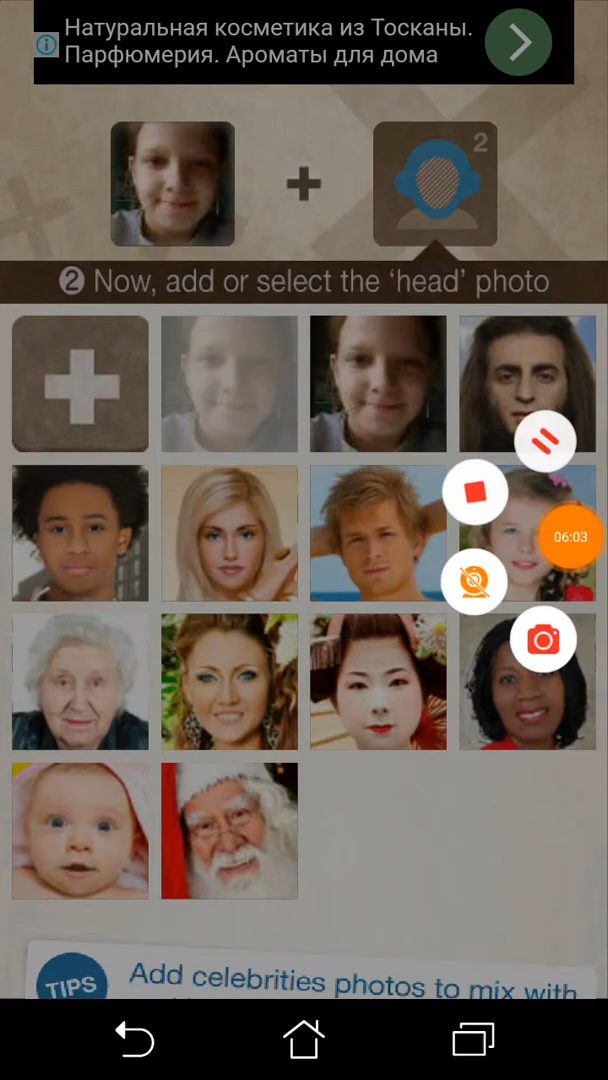 Натуральная косметика из Тосканы.
Парфюмерия. Ароматы для дома
2
2 Now, add or select the ‘head’ photo
06:03
TIPS
Add celebrities photos to mix with